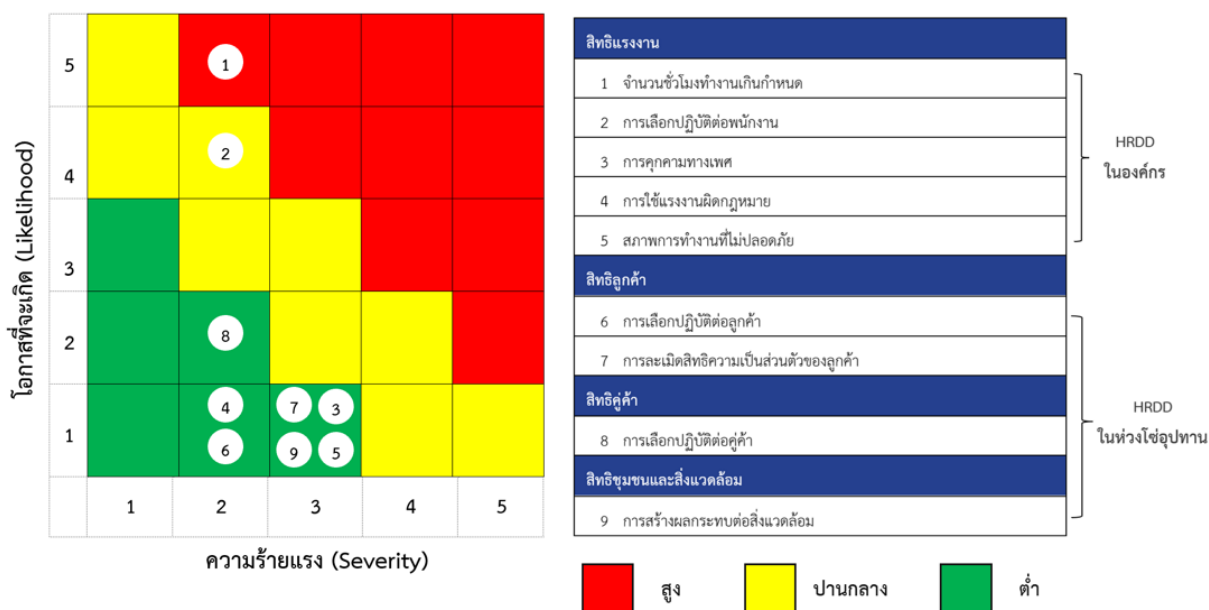 โอกาสที่จะเกิด (Likelihood)
5
1
4
2
3
2
8
1
4
7
3
6
9
5
1
2
3
4
5
ความร้ายแรง (Severity)
สิทธิแรงงาน
1 จำนวนชั่วโมงทำงานเกินกำหนด
2 การเลือกปฏิบัติต่อพนักงาน
3 การคุกคามทางเพศ
4 การใช้แรงงานผิดกฎหมาย
5 สภาพการทำงานที่ไม่ปลอดภัย
HRDD
ในองค์กร
สิทธิลูกค้า
6 การเลือกปฏิบัติต่อลูกค้า
7 การละเมิดสิทธิความเป็นส่วนตัวของลูกค้า
สิทธิคู่ค้า
8 การเลือกปฏิบัติต่อคู่ค้า
สิทธิชุมชนและสิ่งแวดล้อม
9 การสร้างผลกระทบต่อสิ่งแวดล้อม
HRDD
ในห่วงโซ่อุปทาน
สูง
ปานกลาง
ต่ำ